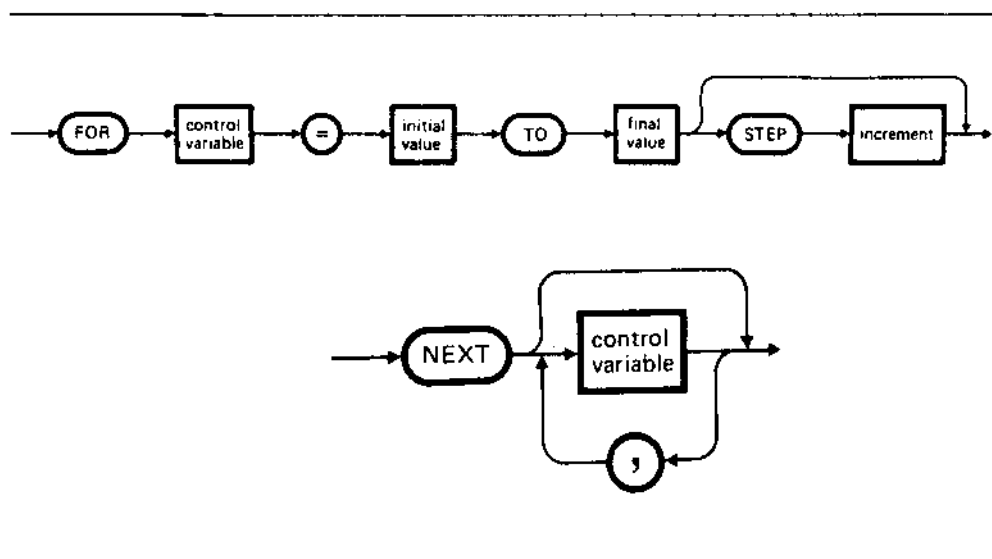 FOR
control
variable
=
initial
value
TO
final
value
STEP
increment
NEXT
control
variable
,